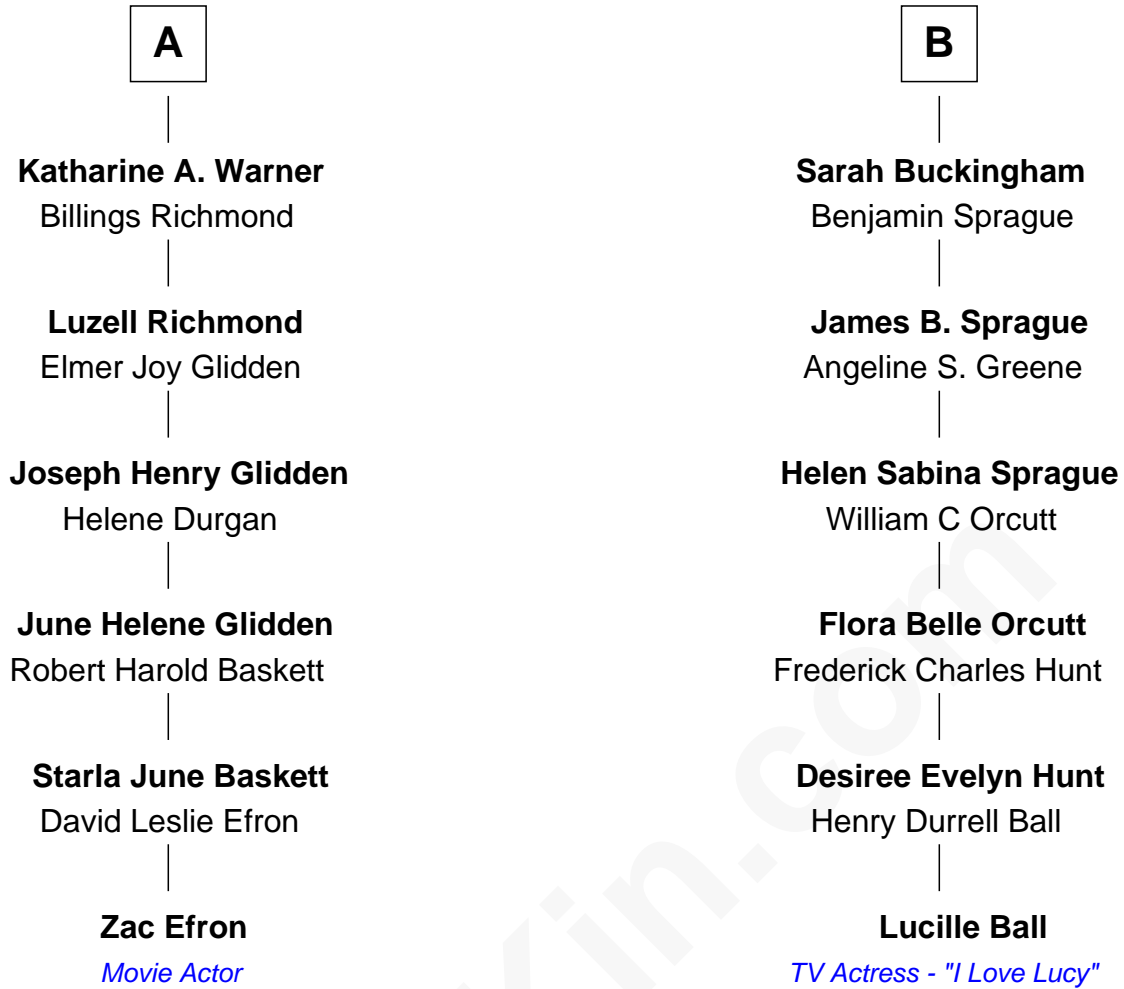 A
Katharine A. Warner
Billings Richmond
Luzell Richmond
Elmer Joy Glidden
Joseph Henry Glidden
Helene Durgan
June Helene Glidden
Robert Harold Baskett
Starla June Baskett
David Leslie Efron
Zac Efron
Movie Actor
B
Sarah Buckingham
Benjamin Sprague
James B. Sprague
Angeline S. Greene
Helen Sabina Sprague
William C Orcutt
Flora Belle Orcutt
Frederick Charles Hunt
Desiree Evelyn Hunt
Henry Durrell Ball
Lucille Ball
TV Actress - "I Love Lucy"
Kin.com